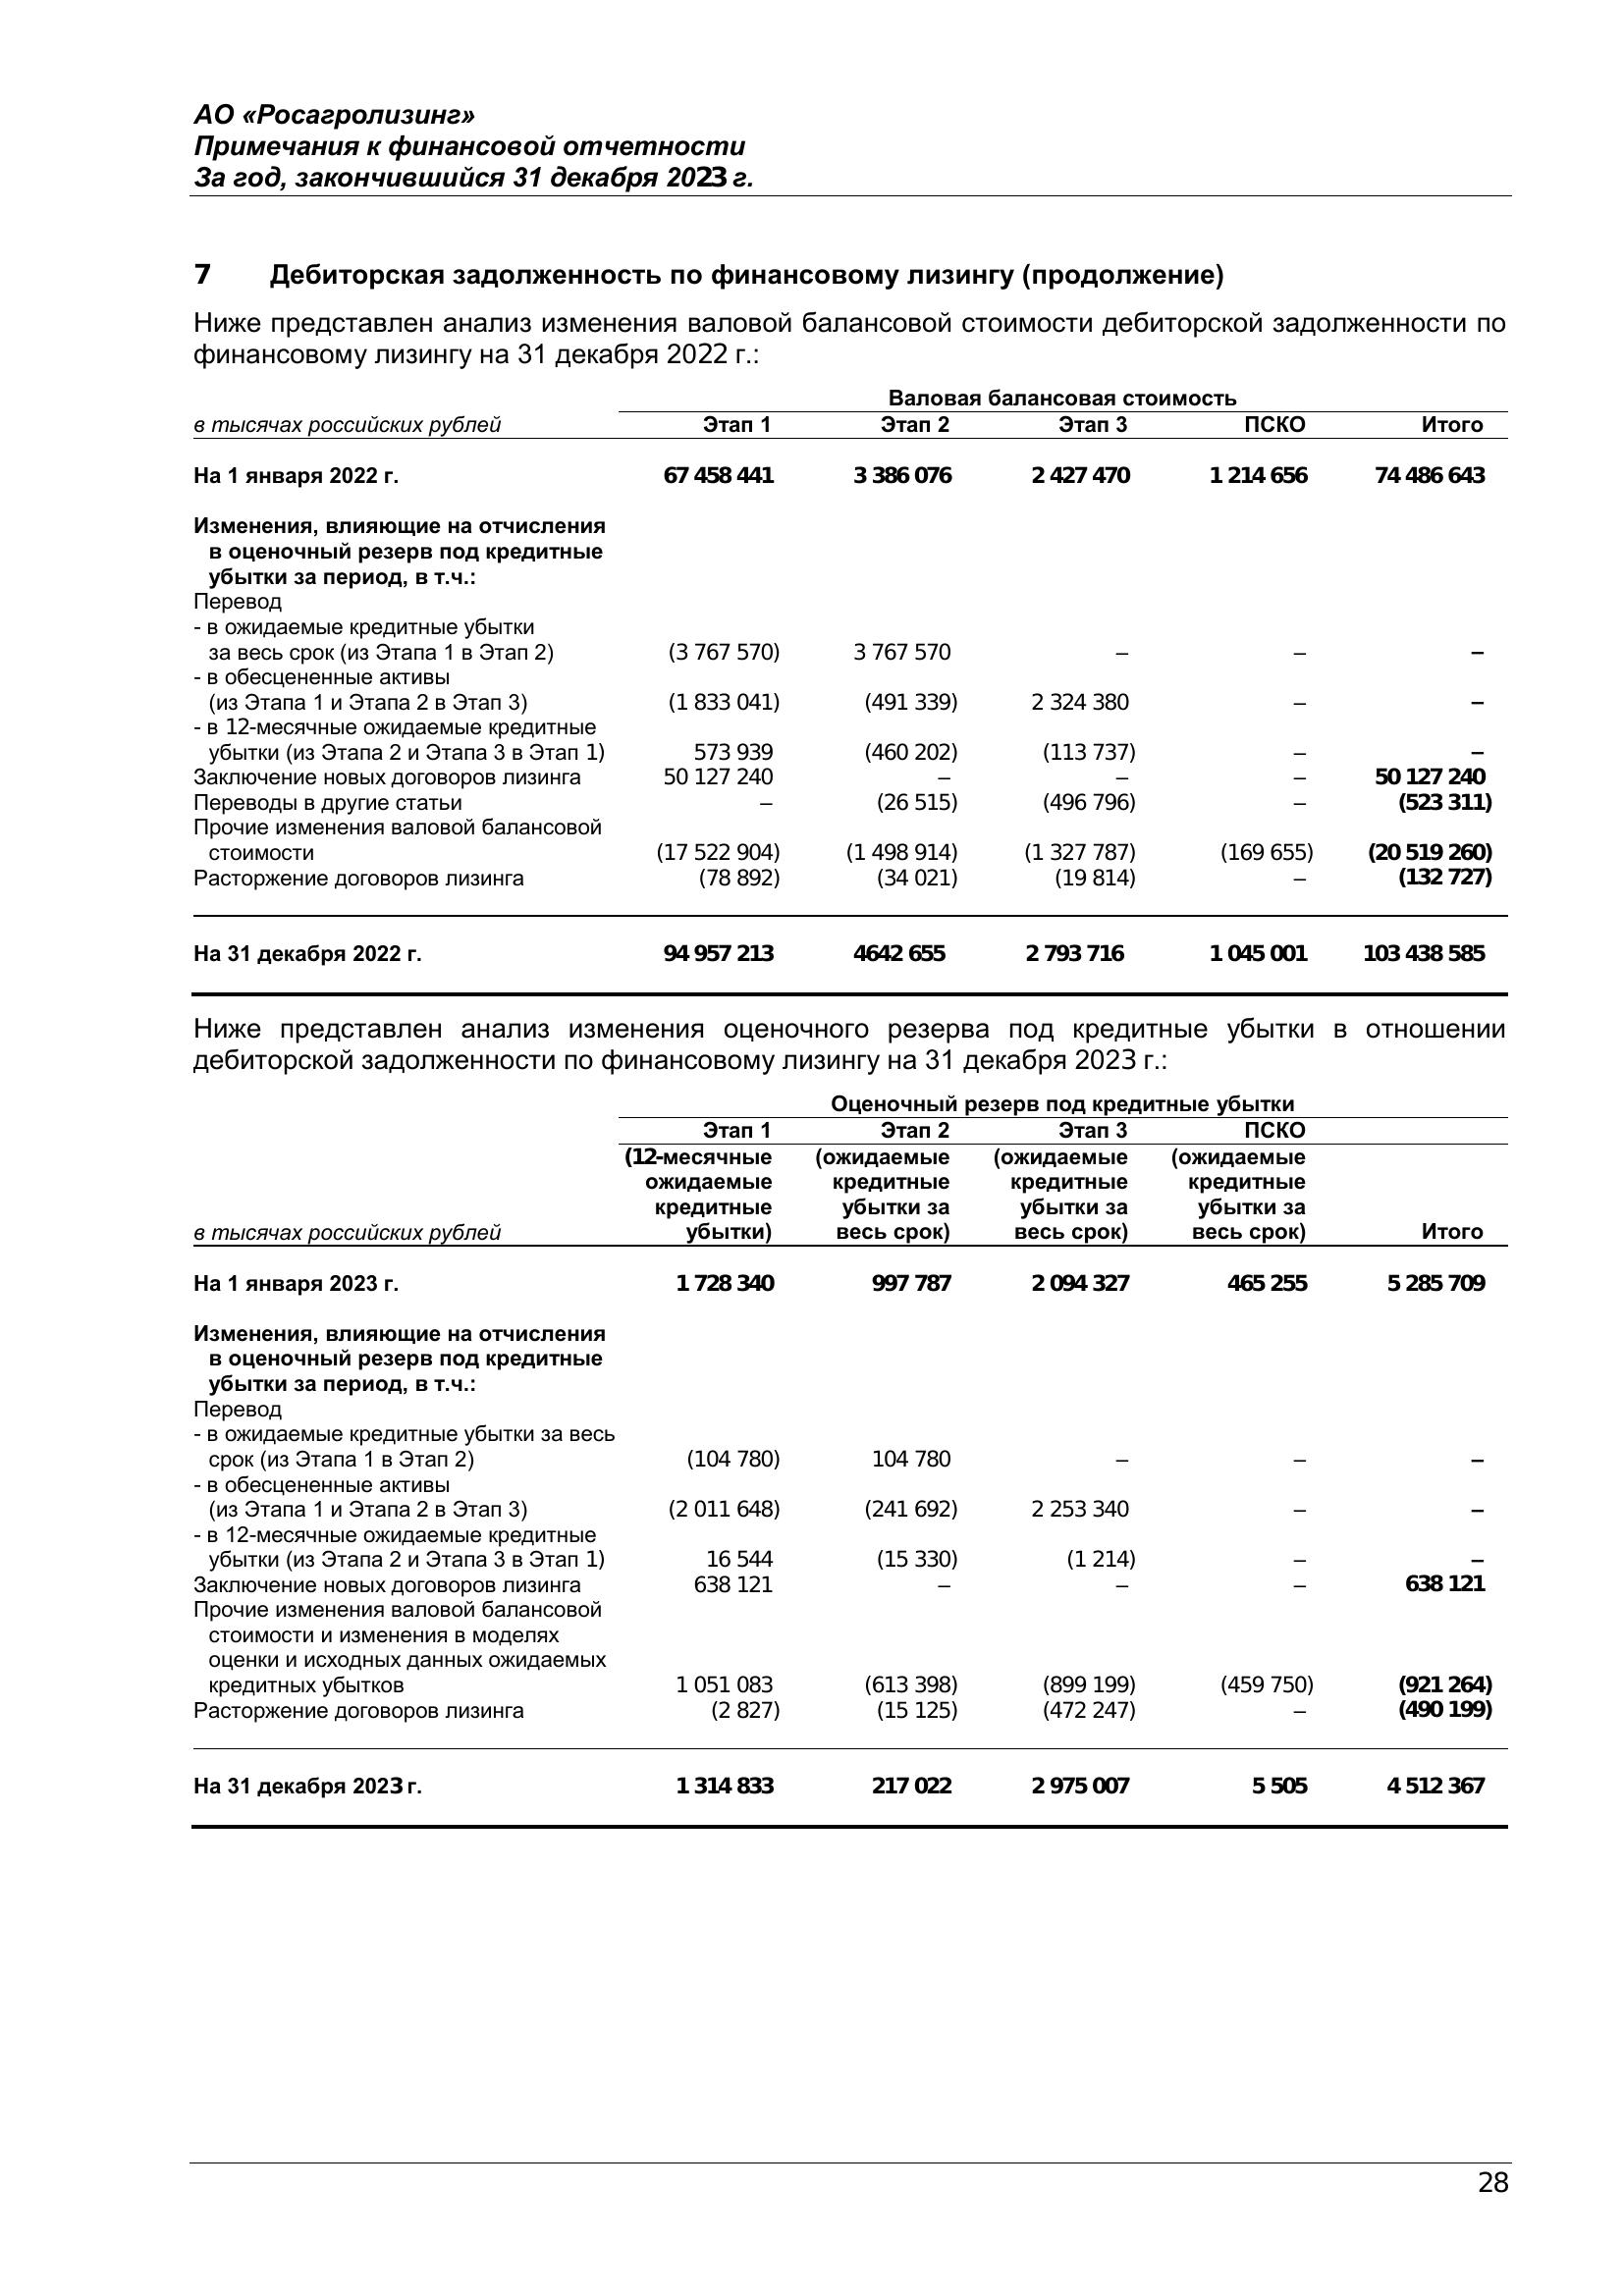 АО «Росагролизинг»
Примечания к финансовой отчетности
За год, закончившийся 31 декабря 2023 г.
7 Дебиторская задолженность по финансовому лизингу (продолжение)
Ниже представлен анализ изменения валовой балансовой стоимости дебиторской задолженности по
финансовому лизингу на 31 декабря 2022 г.:
Валовая балансовая стоимость
в тысячах российских рублей Этап 1 Этап 2 Этап 3 ПСКО Итого
На 1 января 2022 г. 67 458 441 3 386 076 2 427 470 1 214 656 74 486 643
Изменения, влияющие на отчисления
в оценочный резерв под кредитные
убытки за период, в т.ч.:
Перевод
- в ожидаемые кредитные убытки
за весь срок (из Этапа 1 в Этап 2) (3 767 570) 3 767 570 – – –
- в обесцененные активы
(из Этапа 1 и Этапа 2 в Этап 3) (1 833 041) (491 339) 2 324 380 – –
- в 12-месячные ожидаемые кредитные
убытки (из Этапа 2 и Этапа 3 в Этап 1) 573 939 (460 202) (113 737) – –
Заключение новых договоров лизинга 50 127 240 – – – 50 127 240
Переводы в другие статьи – (26 515) (496 796) – (523 311)
Прочие изменения валовой балансовой
стоимости (17 522 904) (1 498 914) (1 327 787) (169 655) (20 519 260)
Расторжение договоров лизинга (78 892) (34 021) (19 814) – (132 727)
На 31 декабря 2022 г. 94 957 213 4642 655 2 793 716 1 045 001 103 438 585
Ниже представлен анализ изменения оценочного резерва под кредитные убытки в отношении
дебиторской задолженности по финансовому лизингу на 31 декабря 2023 г.:
Оценочный резерв под кредитные убытки
Этап 1 Этап 2 Этап 3 ПСКО
(12-месячные (ожидаемые (ожидаемые (ожидаемые
ожидаемые кредитные кредитные кредитные
кредитные убытки за убытки за убытки за
в тысячах российских рублей убытки) весь срок) весь срок) весь срок) Итого
На 1 января 2023 г. 1 728 340 997 787 2 094 327 465 255 5 285 709
Изменения, влияющие на отчисления
в оценочный резерв под кредитные
убытки за период, в т.ч.:
Перевод
- в ожидаемые кредитные убытки за весь
срок (из Этапа 1 в Этап 2) (104 780) 104 780 – – –
- в обесцененные активы
(из Этапа 1 и Этапа 2 в Этап 3) (2 011 648) (241 692) 2 253 340 – –
- в 12-месячные ожидаемые кредитные
убытки (из Этапа 2 и Этапа 3 в Этап 1) 16 544 (15 330) (1 214) – –
Заключение новых договоров лизинга 638 121 – – – 638 121
Прочие изменения валовой балансовой
стоимости и изменения в моделях
оценки и исходных данных ожидаемых
кредитных убытков 1 051 083 (613 398) (899 199) (459 750) (921 264)
Расторжение договоров лизинга (2 827) (15 125) (472 247) – (490 199)
На 31 декабря 2023 г. 1 314 833 217 022 2 975 007 5 505 4 512 367
28